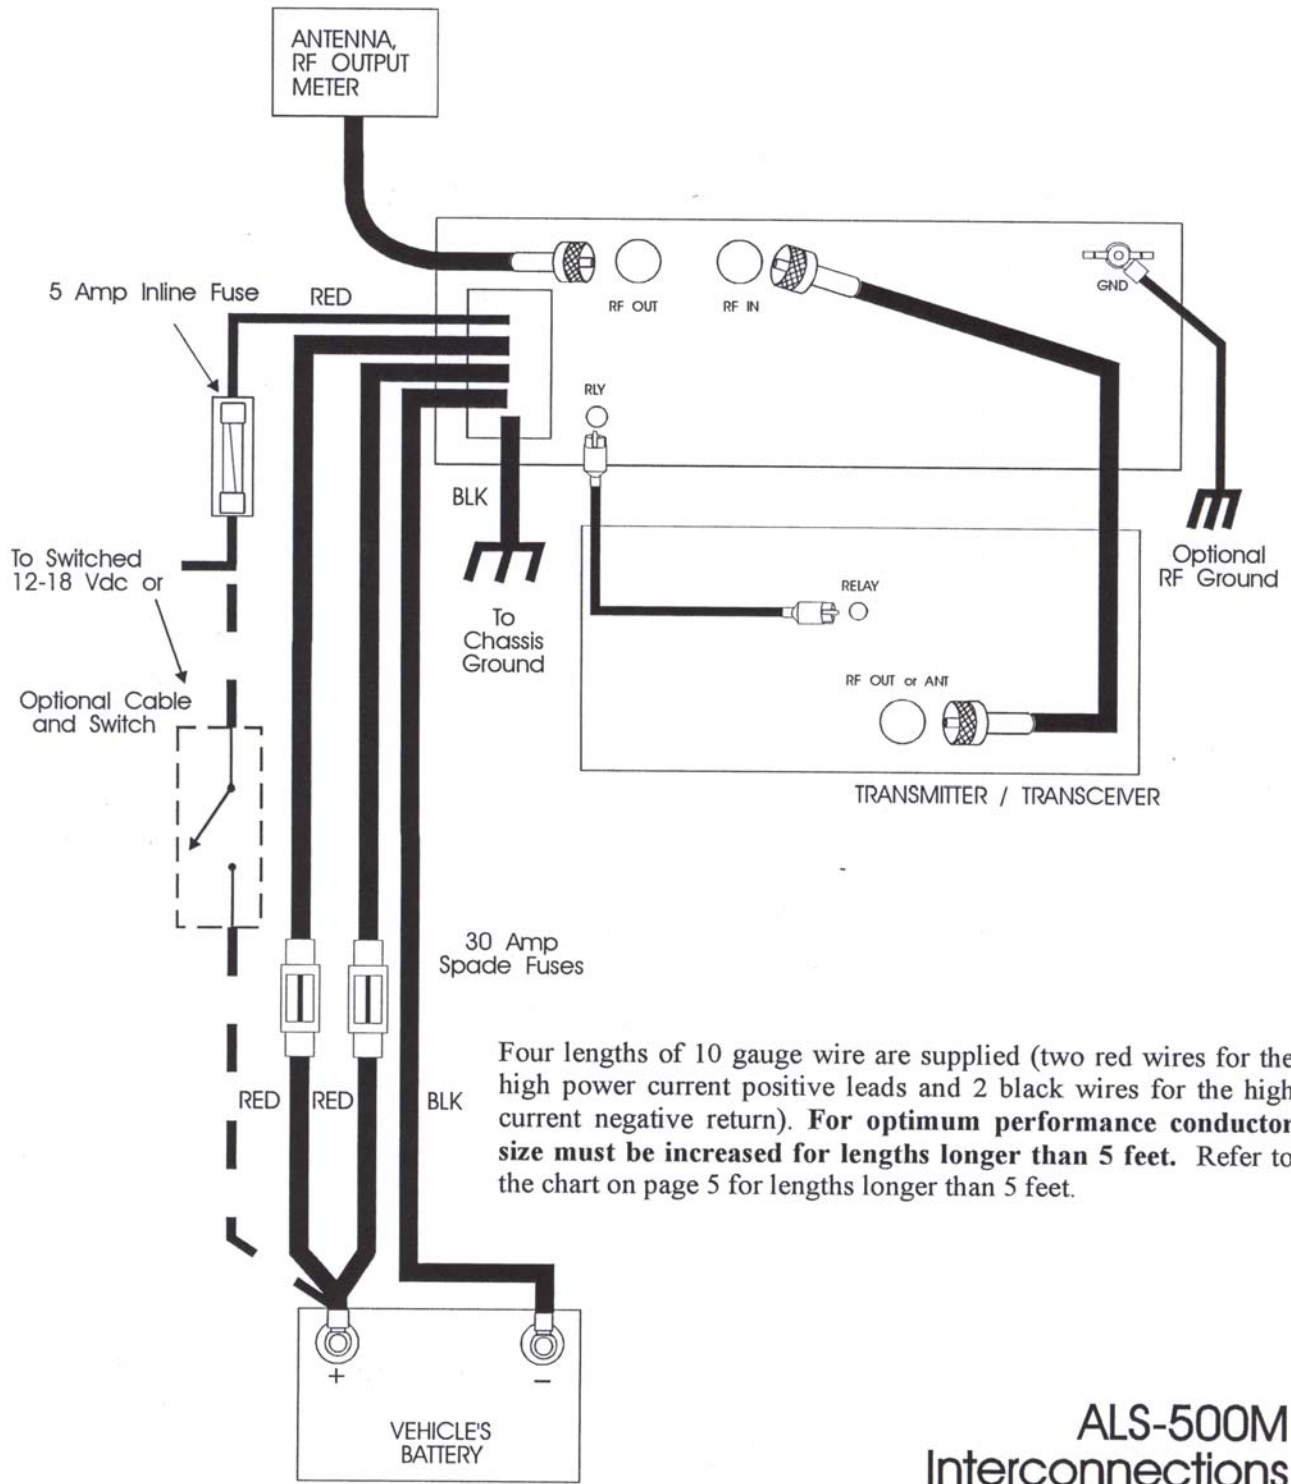 ANTENNA,
RF OUTPUT
METER
5 Amp Inline Fuse
RED
RF OUT
RF IN
GND
RLY
BLK
To Switched
12-18 Vdc or
To
Chassis
Ground
Optional
RF Ground
RELAY
Optional Cable
and Switch
RF OUT or ANT
TRANSMITTER / TRANSCEIVER
30 Amp
Spade Fuses
Four lengths of 10 gauge wire are supplied (two red wires for the
high power current positive leads and 2 black wires for the high
current negative return). For optimum performance conductor
size must be increased for lengths longer than 5 feet. Refer to
the chart on page 5 for lengths longer than 5 feet.
RED
RED
BLK
+
−
VEHICLE'S
BATTERY
ALS-500M
Interconnections